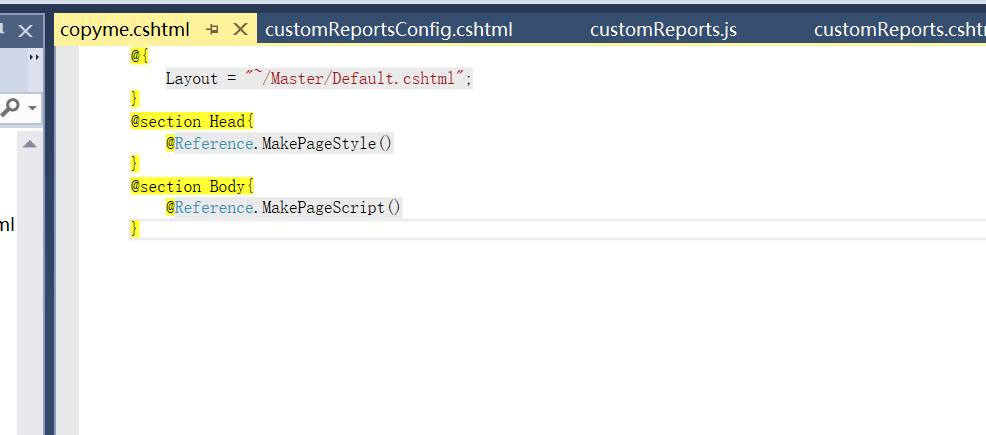 copyme.cshtml customReportsConfig.cshtml customReports.js customReports.csht
@{
Layout = "~/Master/Default.cshtml";
}
@section Head{
@Reference.MakePageStyle()
}
@section Body{
@Reference.MakePageScript()
}
ml